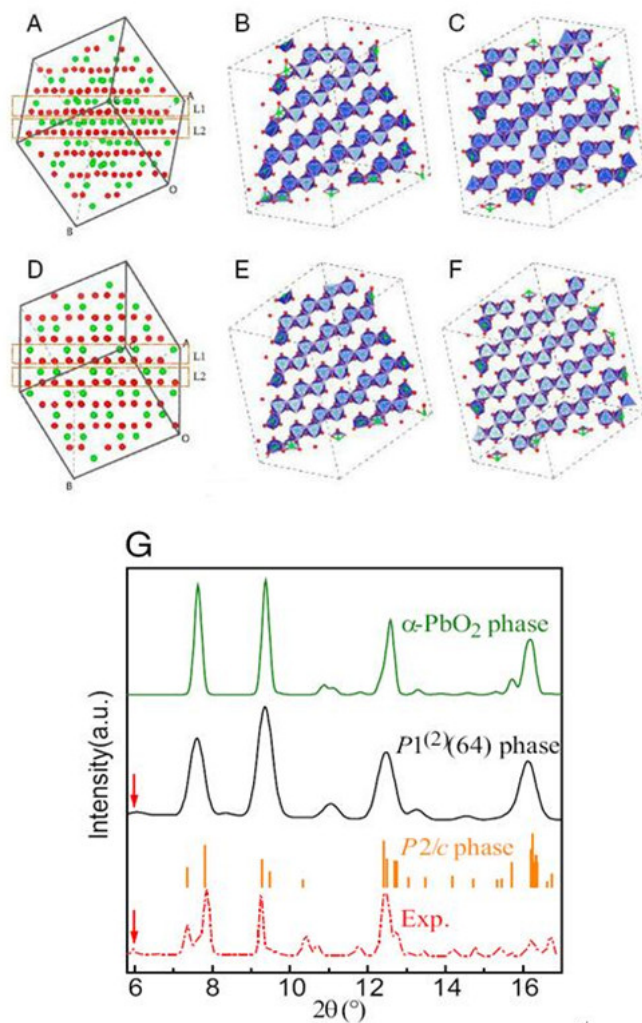 A
B
C
A
L1
L2
O
B
D
E
F
A
L1
L2
O
B
G
α-PbO₂ phase
P1⁽²⁾(64) phase
P2/c phase
Exp.
Intensity(a.u.)
6 8 10 12 14 16
2θ(°)